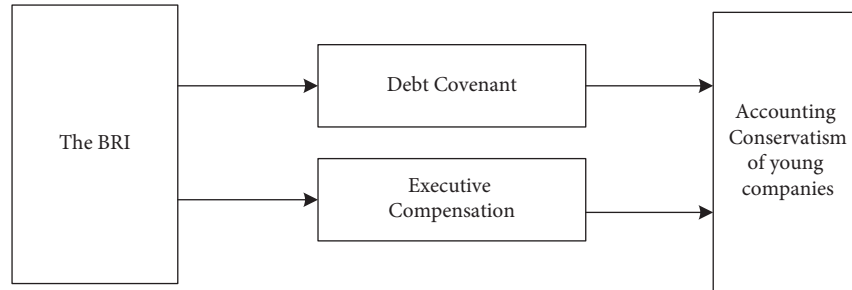 The BRI
Debt Covenant
Executive
Compensation
Accounting
Conservatism
of young
companies